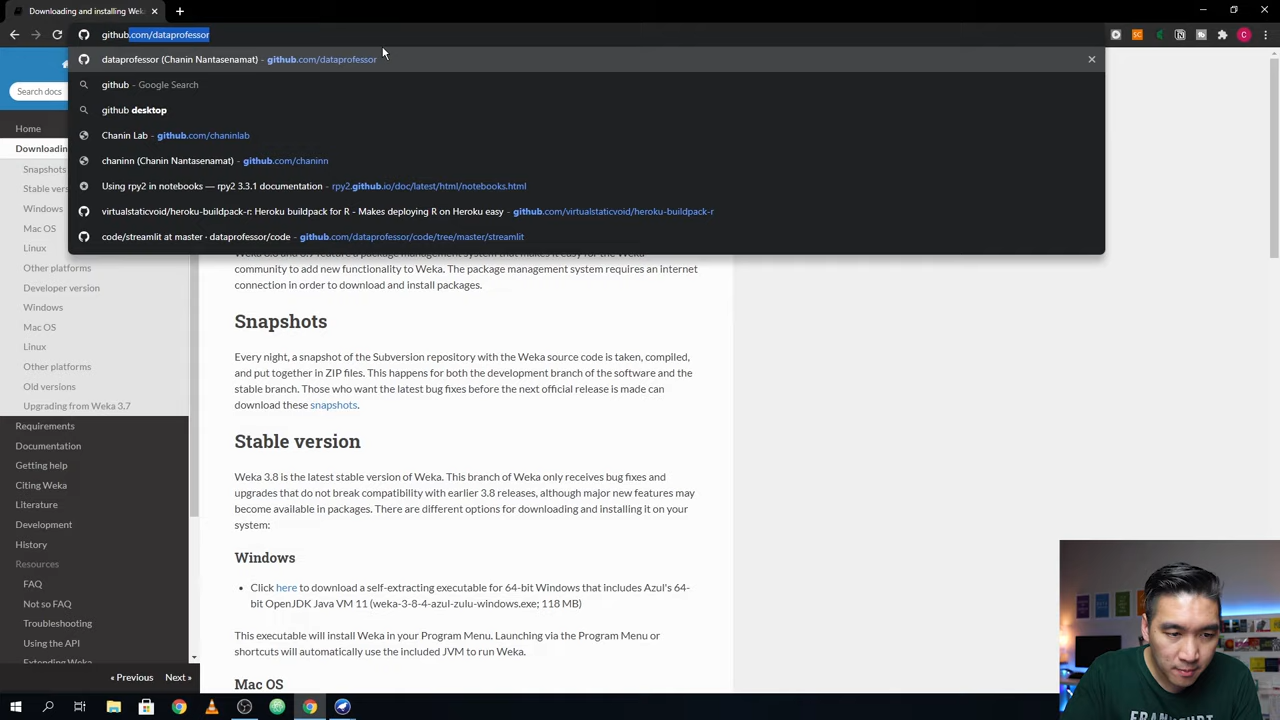 Downloading and installing We
github.com/dataprofessor
dataprofessor (Chanin Nantasenamat) - github.com/dataprofessor
github - Google Search
github desktop
Chanin Lab - github.com/chaninlab
chaninn (Chanin Nantasenamat) - github.com/chaninn
Using rpy2 in notebooks — rpy2 3.3.1 documentation - rpy2.github.io/doc/latest/html/notebooks.html
virtualstaticvoid/heroku-buildpack-r: Heroku buildpack for R - Makes deploying R on Heroku easy - github.com/virtualstaticvoid/heroku-buildpack-r
code/streamlit at master · dataprofessor/code - github.com/dataprofessor/code/tree/master/streamlit
Search docs
Home
Downloadin
Snapshots
Stable vers
Windows
Mac OS
Linux
Other platforms
Developer version
Windows
Mac OS
Linux
Other platforms
Old versions
Upgrading from Weka 3.7
Requirements
Documentation
Getting help
Citing Weka
Literature
Development
History
Resources
FAQ
Not so FAQ
Troubleshooting
Using the API
Extending Weka
« Previous Next »
community to add new functionality to Weka. The package management system requires an internet
connection in order to download and install packages.
Snapshots
Every night, a snapshot of the Subversion repository with the Weka source code is taken, compiled,
and put together in ZIP files. This happens for both the development branch of the software and the
stable branch. Those who want the latest bug fixes before the next official release is made can
download these snapshots.
Stable version
Weka 3.8 is the latest stable version of Weka. This branch of Weka only receives bug fixes and
upgrades that do not break compatibility with earlier 3.8 releases, although major new features may
become available in packages. There are different options for downloading and installing it on your
system:
Windows
• Click here to download a self-extracting executable for 64-bit Windows that includes Azul's 64-
bit OpenJDK Java VM 11 (weka-3-8-4-azul-zulu-windows.exe; 118 MB)
This executable will install Weka in your Program Menu. Launching via the Program Menu or
shortcuts will automatically use the included JVM to run Weka.
Mac OS
FRANKFURT